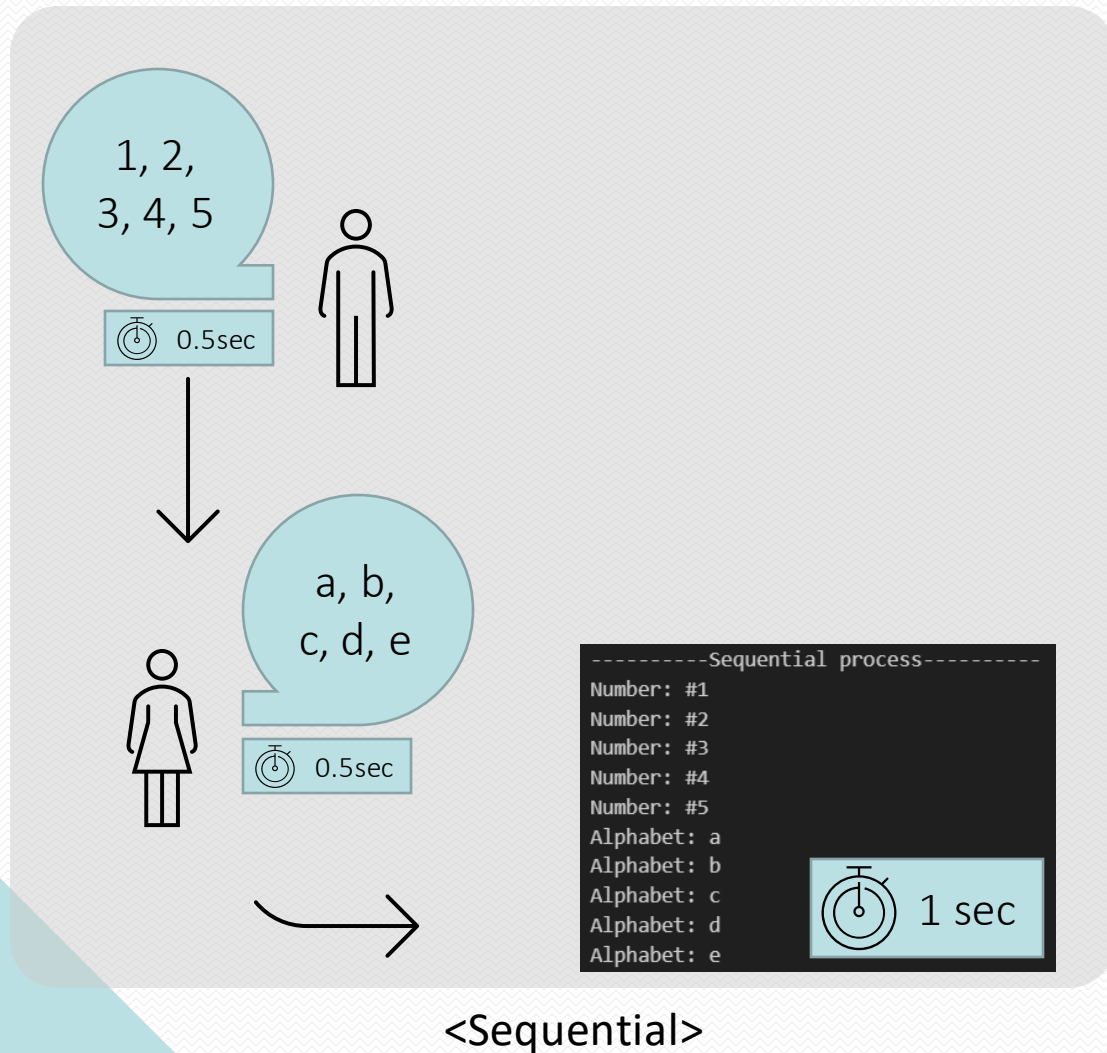 1, 2,
3, 4, 5
0.5sec
a, b,
c, d, e
0.5sec
----------Sequential process----------
Number: #1
Number: #2
Number: #3
Number: #4
Number: #5
Alphabet: a
Alphabet: b
Alphabet: c
Alphabet: d
Alphabet: e
1 sec
<Sequential>